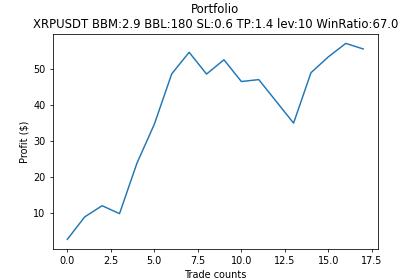 Portfolio
XRPUSDT BBM:2.9 BBL:180 SL:0.6 TP:1.4 lev:10 WinRatio:67.0
50
40
30
20
10
Profit ($)
0.0 2.5 5.0 7.5 10.0 12.5 15.0 17.5
Trade counts